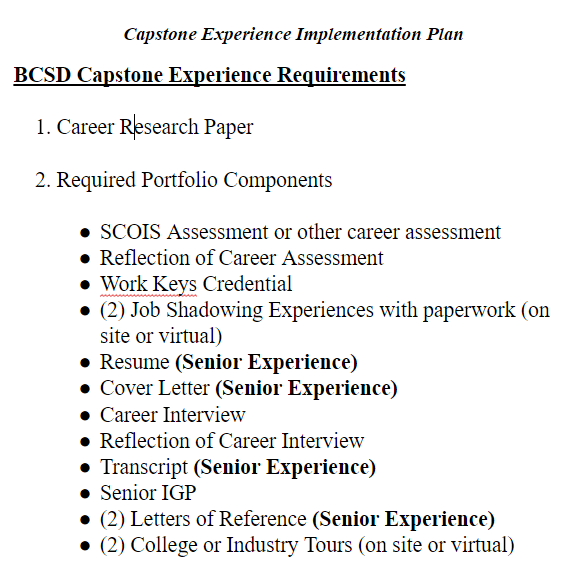 Capstone Experience Implementation Plan
BCSD Capstone Experience Requirements
1. Career Research Paper
2. Required Portfolio Components
● SCOIS Assessment or other career assessment
● Reflection of Career Assessment
● Work Keys Credential
● (2) Job Shadowing Experiences with paperwork (on
site or virtual)
● Resume (Senior Experience)
● Cover Letter (Senior Experience)
● Career Interview
● Reflection of Career Interview
● Transcript (Senior Experience)
● Senior IGP
● (2) Letters of Reference (Senior Experience)
● (2) College or Industry Tours (on site or virtual)